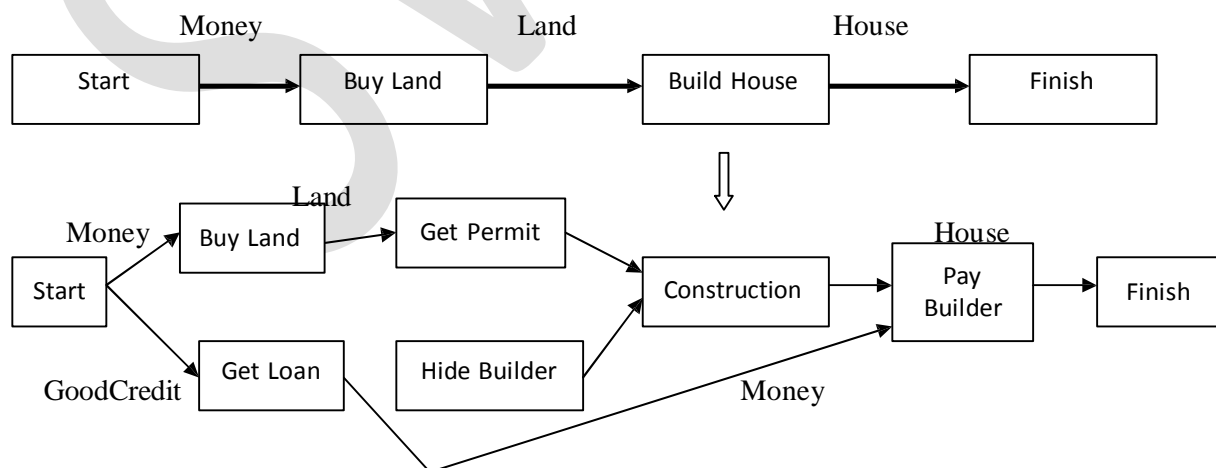 Money Land House
Start Buy Land Build House Finish
Land
Money Buy Land Get Permit House
Start Construction Pay
Builder Finish
GoodCredit Get Loan Hide Builder Money